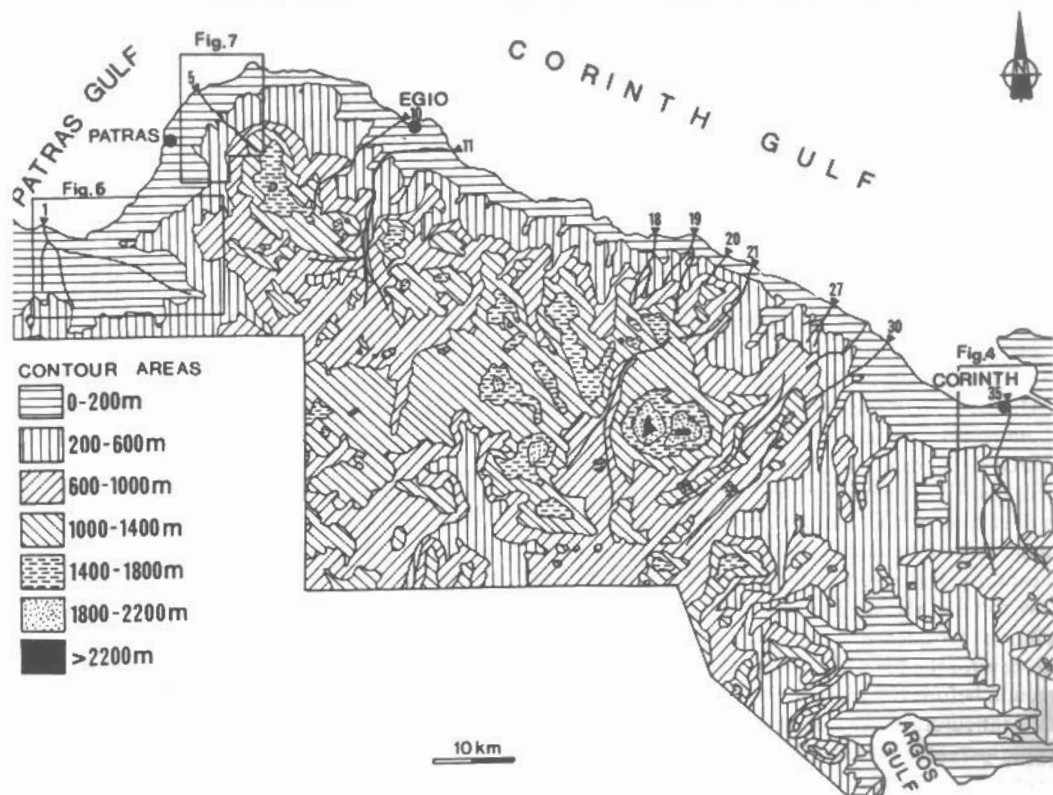 Fig.7
CORINTH GULF
N
PATRAS GULF
5
EGIO
10
PATRAS
11
Fig.6
1
18
19
20
21
27
30
Fig.4
CORINTH
35
CONTOUR AREAS
0-200m
200-600m
600-1000m
1000-1400m
1400-1800m
1800-2200m
>2200m
10 km
ARGOS
GULF